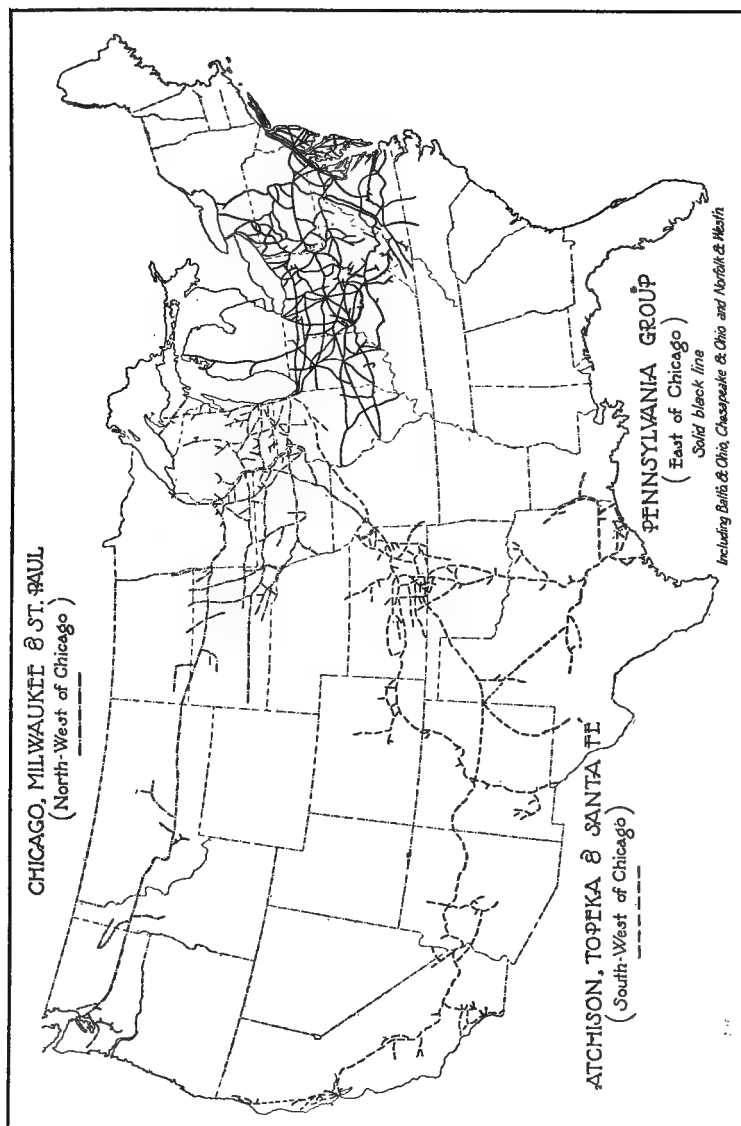 CHICAGO, MILWAUKEE & ST. PAUL
(North-West of Chicago)
ATCHISON, TOPEKA & SANTA FE
(South-West of Chicago)
PENNSYLVANIA GROUP
(East of Chicago)
Solid black line
Including Balto & Ohio, Chesapeake & Ohio and Norfolk & Westn